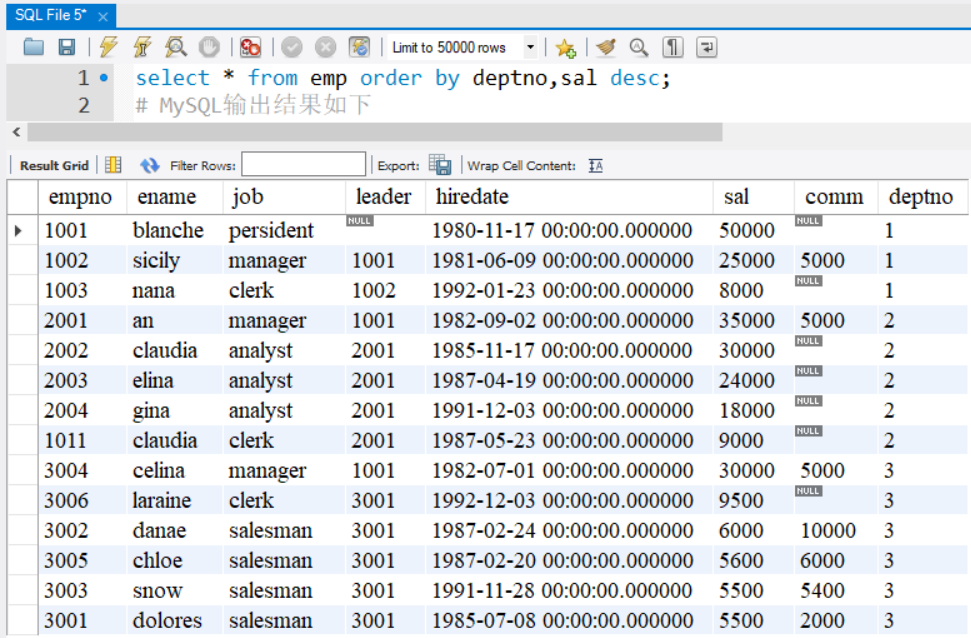 SQL File 5* ×
Limit to 50000 rows
1 select * from emp order by deptno,sal desc;
2 # MySQL输出结果如下
Result Grid Filter Rows: Export: Wrap Cell Content: IA
empno ename job leader hiredate sal comm deptno
1001 blanche persident NULL 1980-11-17 00:00:00.000000 50000 NULL 1
1002 sicily manager 1001 1981-06-09 00:00:00.000000 25000 5000 1
1003 nana clerk 1002 1992-01-23 00:00:00.000000 8000 NULL 1
2001 an manager 1001 1982-09-02 00:00:00.000000 35000 5000 2
2002 claudia analyst 2001 1985-11-17 00:00:00.000000 30000 NULL 2
2003 elina analyst 2001 1987-04-19 00:00:00.000000 24000 NULL 2
2004 gina analyst 2001 1991-12-03 00:00:00.000000 18000 NULL 2
1011 claudia clerk 2001 1987-05-23 00:00:00.000000 9000 NULL 2
3004 celina manager 1001 1982-07-01 00:00:00.000000 30000 5000 3
3006 laraine clerk 3001 1992-12-03 00:00:00.000000 9500 NULL 3
3002 danae salesman 3001 1987-02-24 00:00:00.000000 6000 10000 3
3005 chloe salesman 3001 1987-02-20 00:00:00.000000 5600 6000 3
3003 snow salesman 3001 1991-11-28 00:00:00.000000 5500 5400 3
3001 dolores salesman 3001 1985-07-08 00:00:00.000000 5500 2000 3